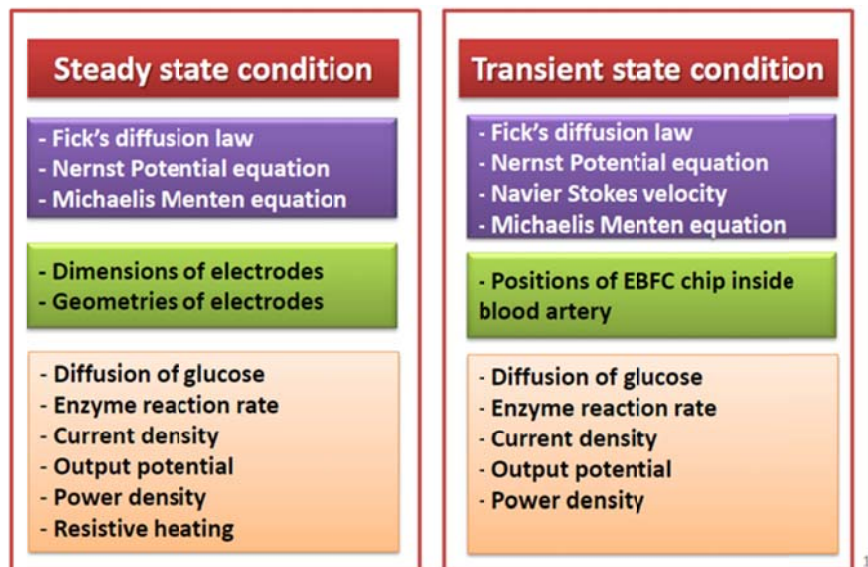 Steady state condition
- Fick's diffusion law
- Nernst Potential equation
- Michaelis Menten equation
- Dimensions of electrodes
- Geometries of electrodes
- Diffusion of glucose
- Enzyme reaction rate
- Current density
- Output potential
- Power density
- Resistive heating
Transient state condition
- Fick's diffusion law
- Nernst Potential equation
- Navier Stokes velocity
- Michaelis Menten equation
- Positions of EBFC chip inside
blood artery
- Diffusion of glucose
- Enzyme reaction rate
- Current density
- Output potential
- Power density
1